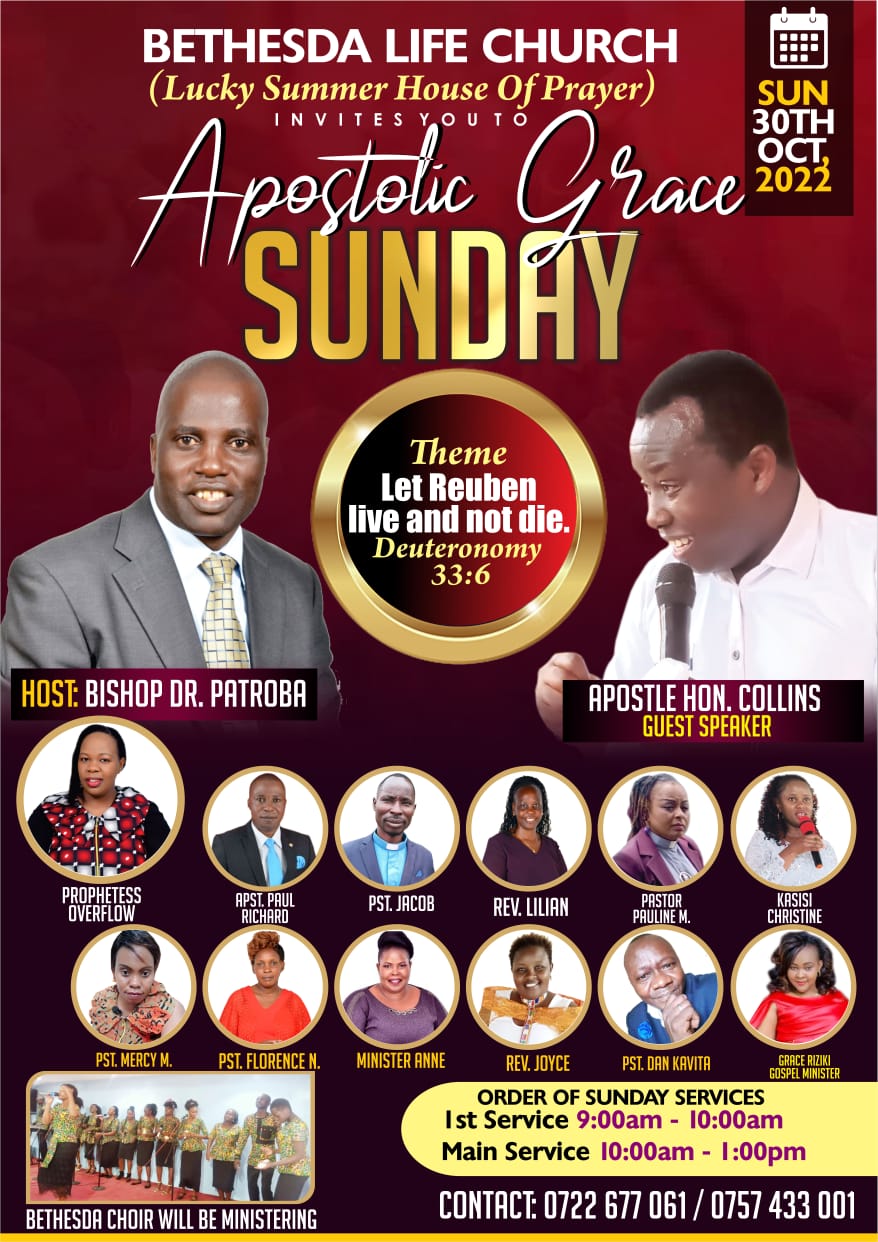 BETHESDA LIFE CHURCH
(Lucky Summer House Of Prayer)
INVITES YOU TO
Apostolic Grace
SUNDAY
SUN
30TH
OCT,
2022
Theme
Let Reuben
live and not die.
Deuteronomy
33:6
HOST: BISHOP DR. PATROBA
APOSTLE HON. COLLINS
GUEST SPEAKER
PROPHETESS
OVERFLOW
APST. PAUL
RICHARD
PST. JACOB
REV. LILIAN
PASTOR
PAULINE M.
KASISI
CHRISTINE
PST. MERCY M.
PST. FLORENCE N.
MINISTER ANNE
REV. JOYCE
PST. DAN KAVITA
GRACE RIZIKI
GOSPEL MINISTER
BETHESDA CHOIR WILL BE MINISTERING
ORDER OF SUNDAY SERVICES
1st Service 9:00am - 10:00am
Main Service 10:00am - 1:00pm
CONTACT: 0722 677 061 / 0757 433 001